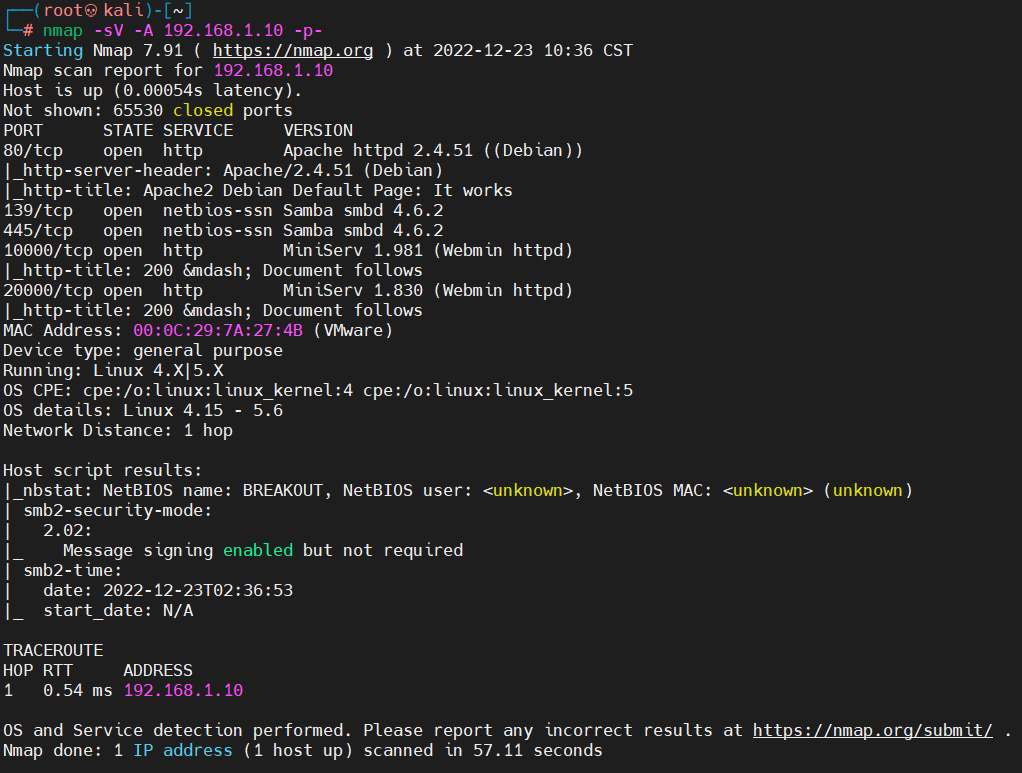 ┌──(root💀kali)-[~]
└─# nmap -sV -A 192.168.1.10 -p-
Starting Nmap 7.91 ( https://nmap.org ) at 2022-12-23 10:36 CST
Nmap scan report for 192.168.1.10
Host is up (0.00054s latency).
Not shown: 65530 closed ports
PORT      STATE SERVICE     VERSION
80/tcp    open  http        Apache httpd 2.4.51 ((Debian))
|_http-server-header: Apache/2.4.51 (Debian)
|_http-title: Apache2 Debian Default Page: It works
139/tcp   open  netbios-ssn Samba smbd 4.6.2
445/tcp   open  netbios-ssn Samba smbd 4.6.2
10000/tcp open  http        MiniServ 1.981 (Webmin httpd)
|_http-title: 200 &mdash; Document follows
20000/tcp open  http        MiniServ 1.830 (Webmin httpd)
|_http-title: 200 &mdash; Document follows
MAC Address: 00:0C:29:7A:27:4B (VMware)
Device type: general purpose
Running: Linux 4.X|5.X
OS CPE: cpe:/o:linux:linux_kernel:4 cpe:/o:linux:linux_kernel:5
OS details: Linux 4.15 - 5.6
Network Distance: 1 hop

Host script results:
|_nbstat: NetBIOS name: BREAKOUT, NetBIOS user: <unknown>, NetBIOS MAC: <unknown> (unknown)
| smb2-security-mode:
|   2.02:
|_    Message signing enabled but not required
| smb2-time:
|   date: 2022-12-23T02:36:53
|_  start_date: N/A

TRACEROUTE
HOP RTT     ADDRESS
1   0.54 ms 192.168.1.10

OS and Service detection performed. Please report any incorrect results at https://nmap.org/submit/ .
Nmap done: 1 IP address (1 host up) scanned in 57.11 seconds